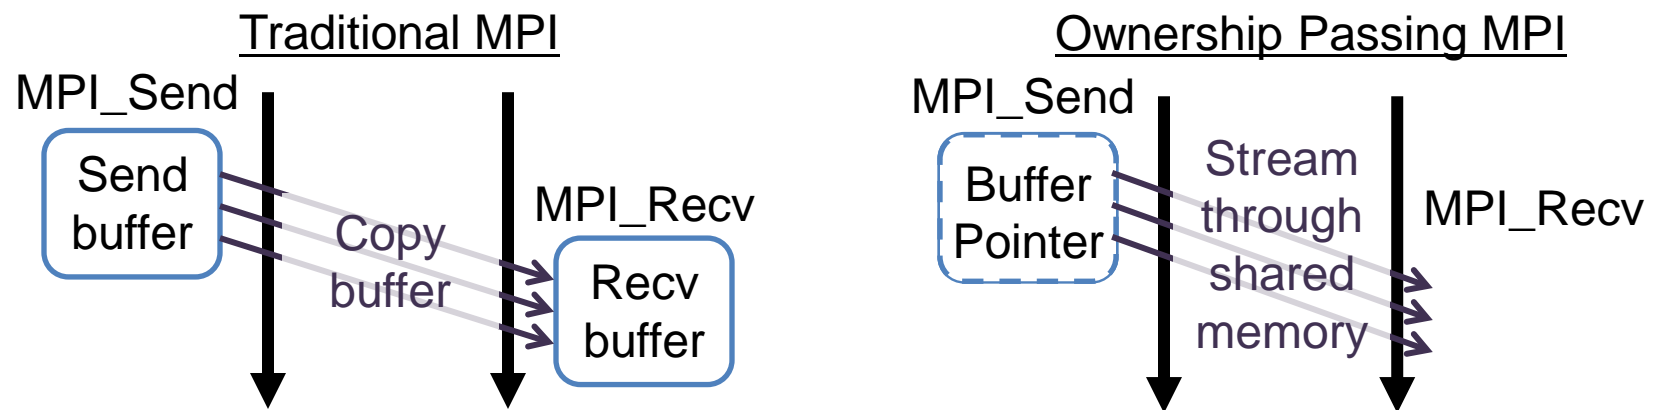 Traditional MPI
MPI_Send
Send
buffer
Copy
buffer
MPI_Recv
Recv
buffer
Ownership Passing MPI
MPI_Send
Buffer
Pointer
Stream
through
shared
memory
MPI_Recv